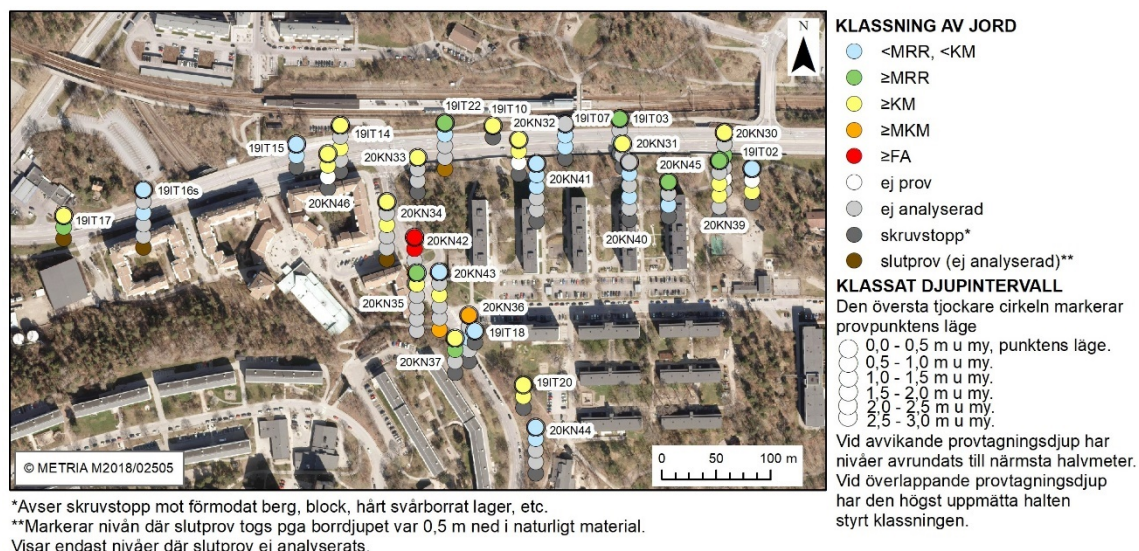 19IT22
19IT10
20KN32
19IT07
19IT03
20KN30
19IT14
19IT15
20KN33
20KN31
19IT02
20KN45
20KN41
19IT16s
20KN46
20KN34
20KN39
19IT17
20KN42
20KN40
20KN43
20KN35
20KN36
19IT18
20KN37
19IT20
20KN44
N
© METRIA M2018/02505
0 50 100 m
KLASSNING AV JORD
<MRR, <KM
≥MRR
≥KM
≥MKM
≥FA
ej prov
ej analyserad
skruvstopp*
slutprov (ej analyserad)**
KLASSAT DJUPINTERVALL
Den översta tjockare cirkeln markerar
provpunktens läge
0,0 - 0,5 m u my, punktens läge.
0,5 - 1,0 m u my.
1,0 - 1,5 m u my.
1,5 - 2,0 m u my.
2,0 - 2,5 m u my.
2,5 - 3,0 m u my.
Vid avvikande provtagningsdjup har
nivåer avrundats till närmsta halvmeter.
Vid överlappande provtagningsdjup
har den högst uppmätta halten
styrt klassningen.
*Avser skruvstopp mot förmodat berg, block, hårt svårborrat lager, etc.
**Markerar nivån där slutprov togs pga borrdjupet var 0,5 m ned i naturligt material.
Visar endast nivåer där slutprov ej analyserats.